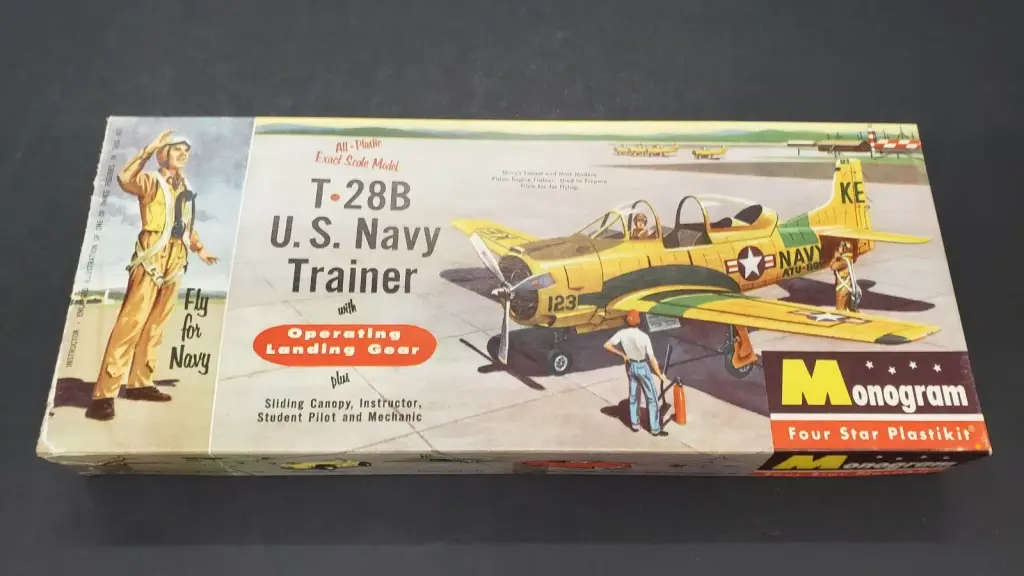 Fly
for
Navy
All-Plastic
Exact Scale Model
T·28B
U.S. Navy
Trainer
with
Operating
Landing Gear
plus
Sliding Canopy, Instructor,
Student Pilot and Mechanic
KE
NAVY
123
Monogram
Four Star Plastikit
Monogram